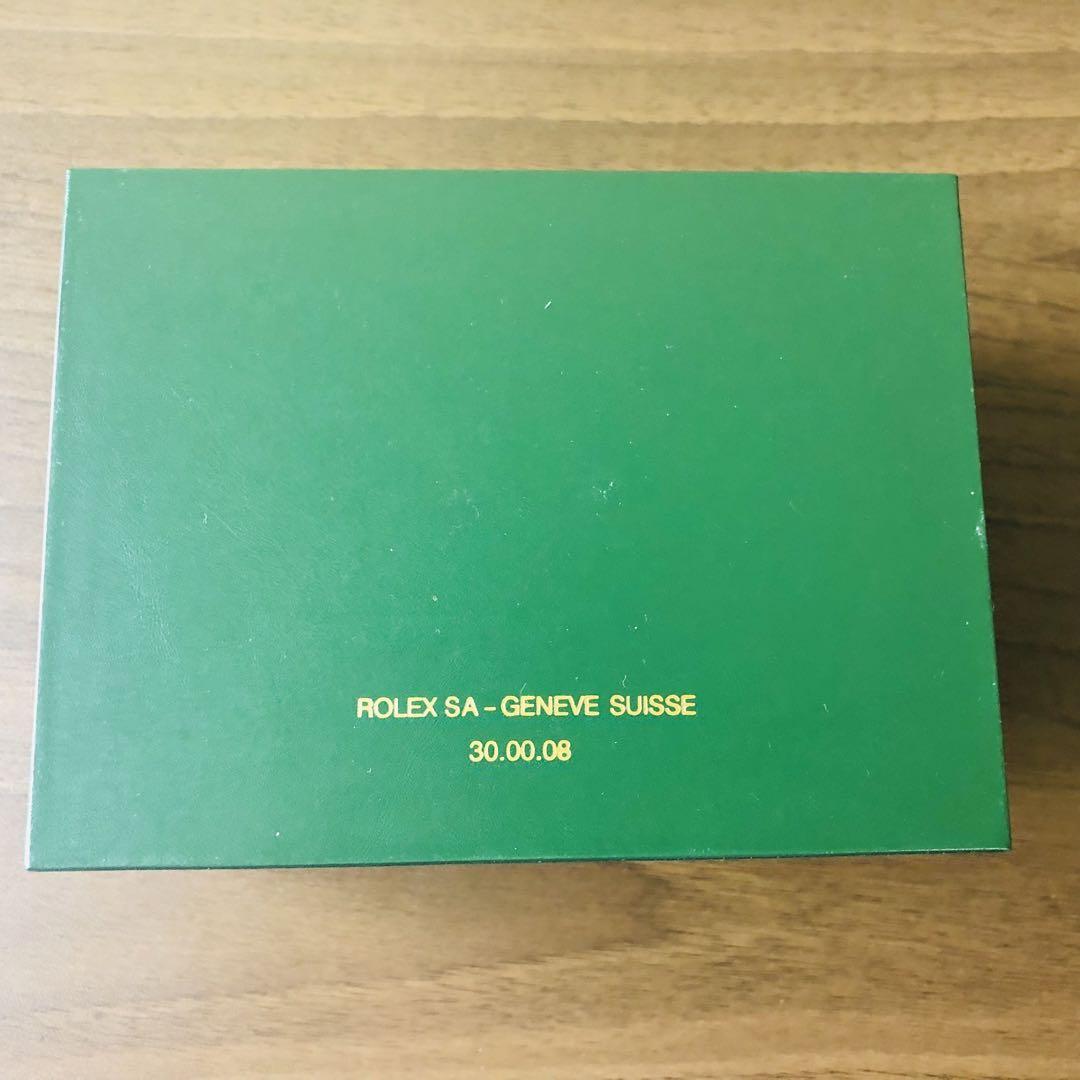 ROLEX SA - GENEVE SUISSE
30.00.08